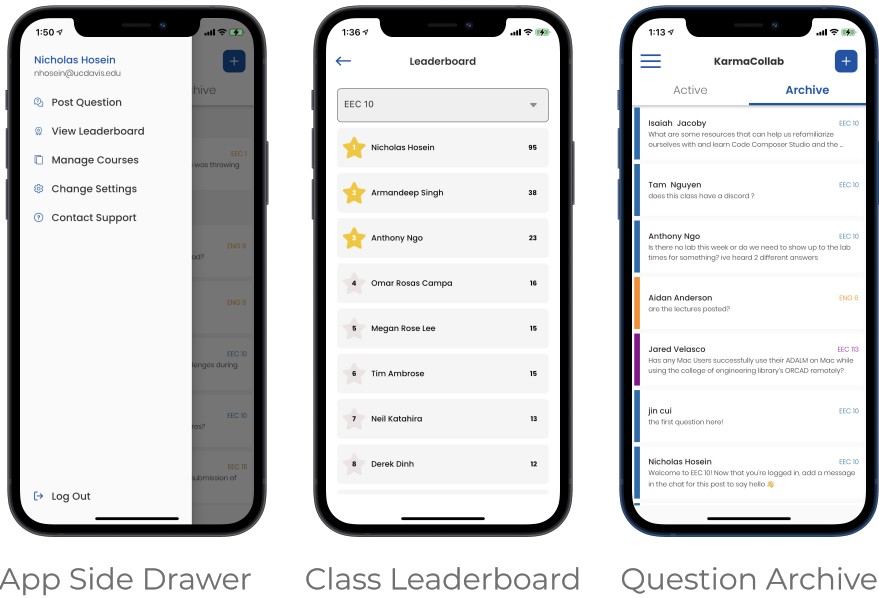 1:50
Nicholas Hosein
nhosein@ucdavis.edu
Post Question
View Leaderboard
Manage Courses
Change Settings
Contact Support
Log Out
+
hive
EEC 1
was throwing
ENG 6
ad?
ENG 6
EEC 10
lenges during
EEC 10
res?
EEC 18
ubmission of
App Side Drawer
1:36
Leaderboard
EEC 10
1 Nicholas Hosein 95
2 Armandeep Singh 38
3 Anthony Ngo 23
4 Omar Rosas Campa 16
5 Megan Rose Lee 15
6 Tim Ambrose 15
7 Neil Katahira 13
8 Derek Dinh 12
Class Leaderboard
1:13
KarmaCollab +
Active Archive
Isaiah Jacoby EEC 10
What are some resources that can help us refamiliarize
ourselves with and learn Code Composer Studio and the ...
Tam Nguyen EEC 10
does this class have a discord ?
Anthony Ngo EEC 10
Is there no lab this week or do we need to show up to the lab
times for something? ive heard 2 different answers
Aidan Anderson ENG 6
are the lectures posted?
Jared Velasco EEC 113
Has any Mac Users successfully use their ADALM on Mac while
using the college of engineering library's ORCAD remotely?
jin cui EEC 10
the first question here!
Nicholas Hosein EEC 10
Welcome to EEC 10! Now that you're logged in, add a message
in the chat for this post to say hello 👋
Question Archive